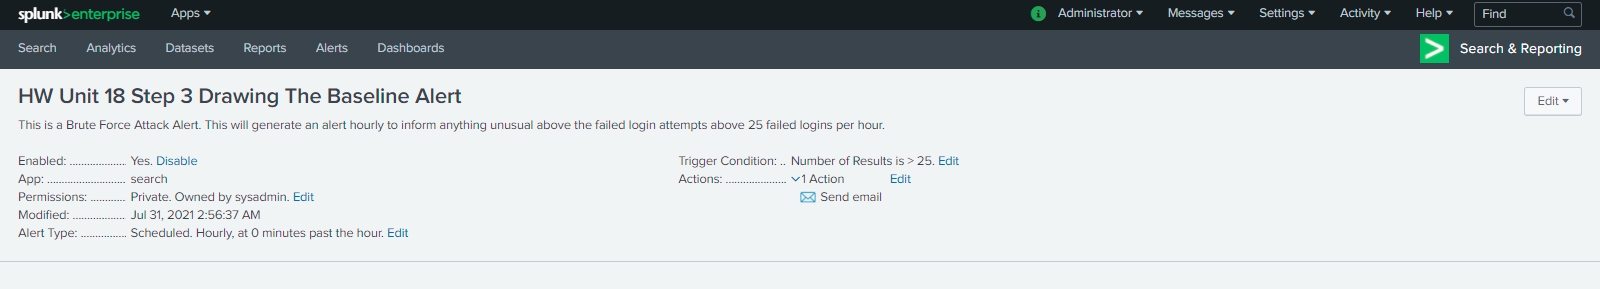 splunk>enterprise Apps Administrator Messages Settings Activity Help Find
Search Analytics Datasets Reports Alerts Dashboards Search & Reporting
HW Unit 18 Step 3 Drawing The Baseline Alert
Edit
This is a Brute Force Attack Alert. This will generate an alert hourly to inform anything unusual above the failed login attempts above 25 failed logins per hour.
Enabled: .................... Yes. Disable
App: ........................... search
Permissions: ............ Private. Owned by sysadmin. Edit
Modified: .................. Jul 31, 2021 2:56:37 AM
Alert Type: ................ Scheduled. Hourly, at 0 minutes past the hour. Edit
Trigger Condition: .. Number of Results is > 25. Edit
Actions: ..................... 1 Action Edit
Send email